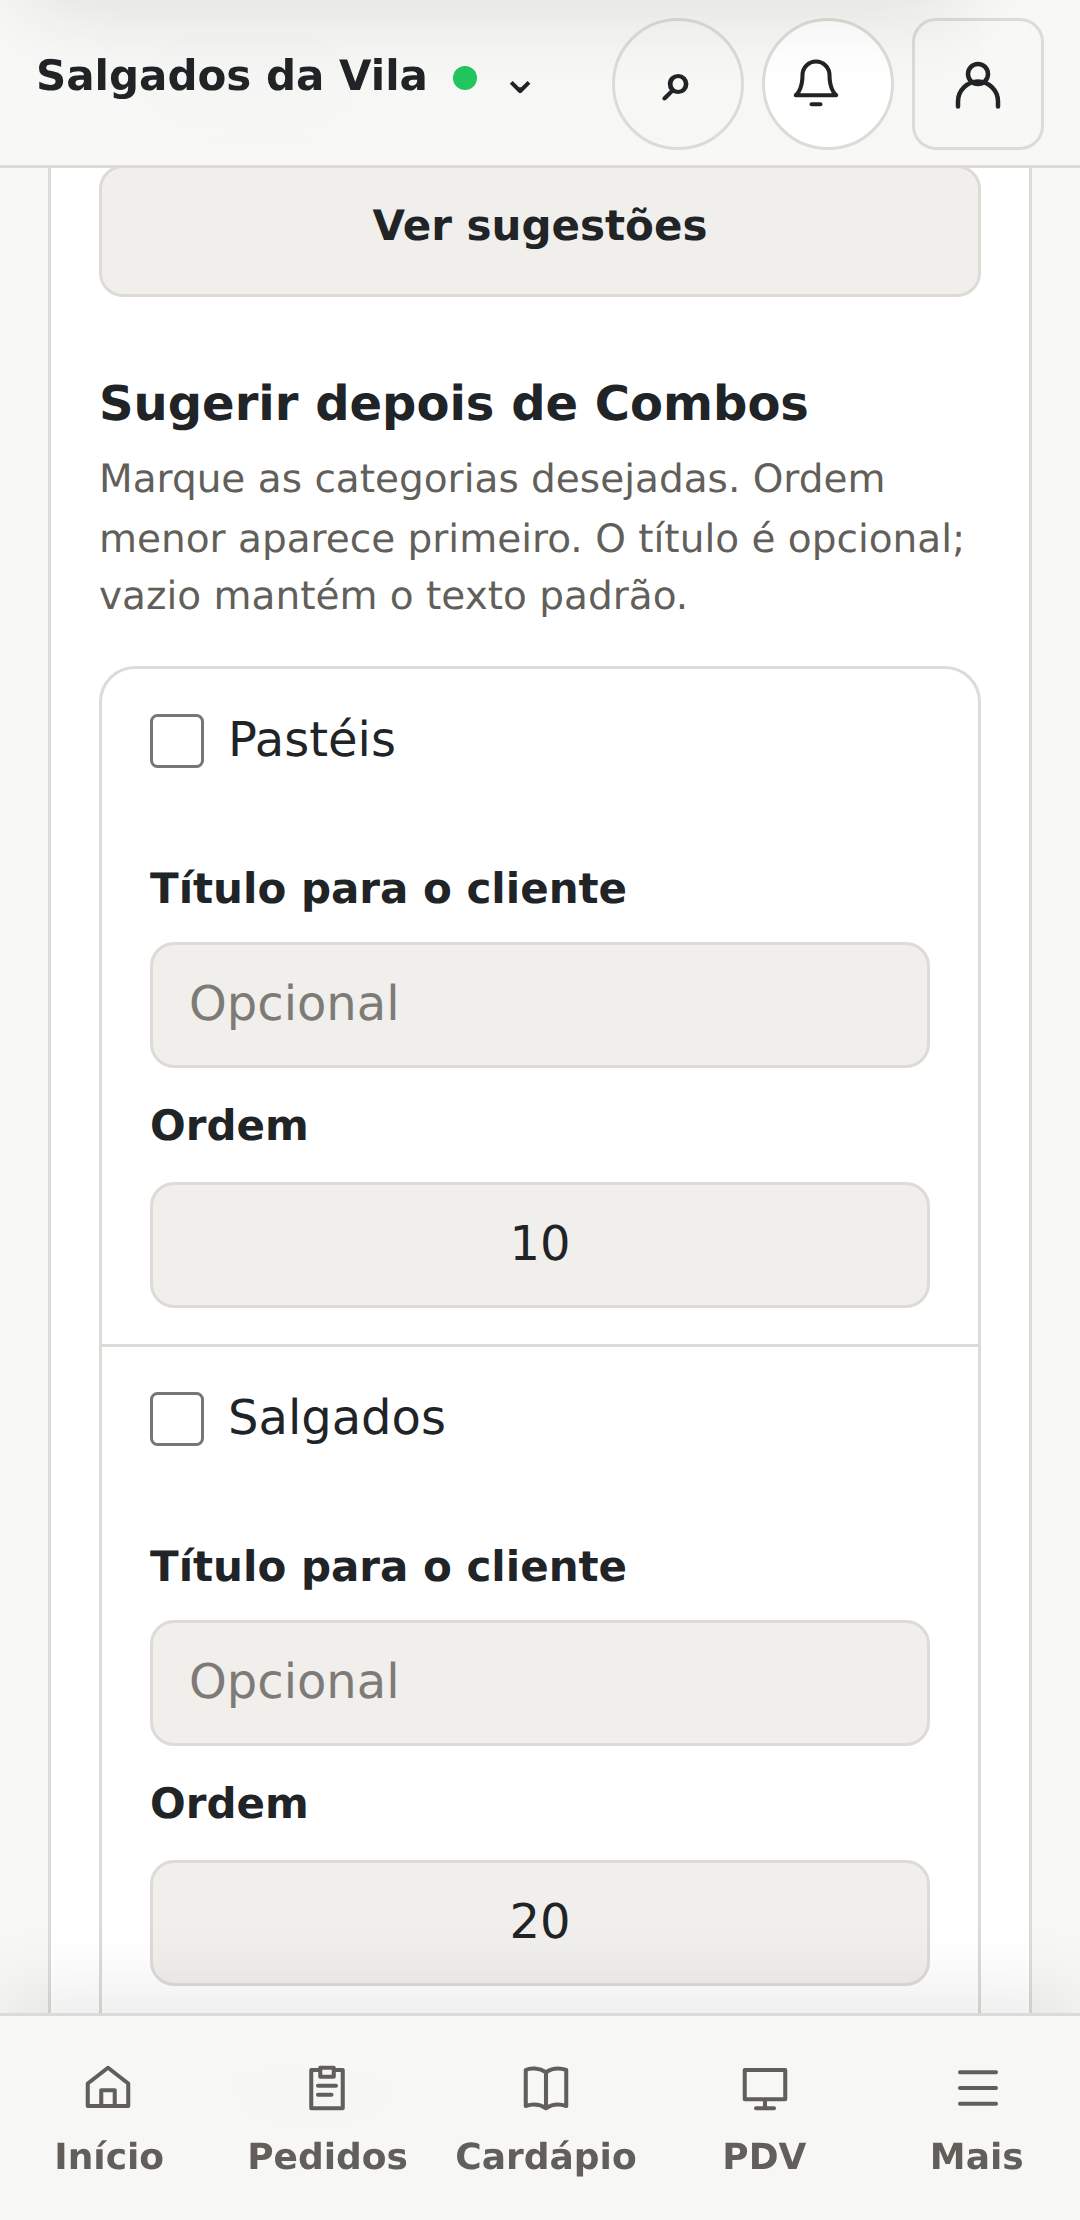 Salgados da Vila
Ver sugestões
Sugerir depois de Combos
Marque as categorias desejadas. Ordem
menor aparece primeiro. O título é opcional;
vazio mantém o texto padrão.
Pastéis
Título para o cliente
Opcional
Ordem
10
Salgados
Título para o cliente
Opcional
Ordem
20
Início
Pedidos
Cardápio
PDV
Mais